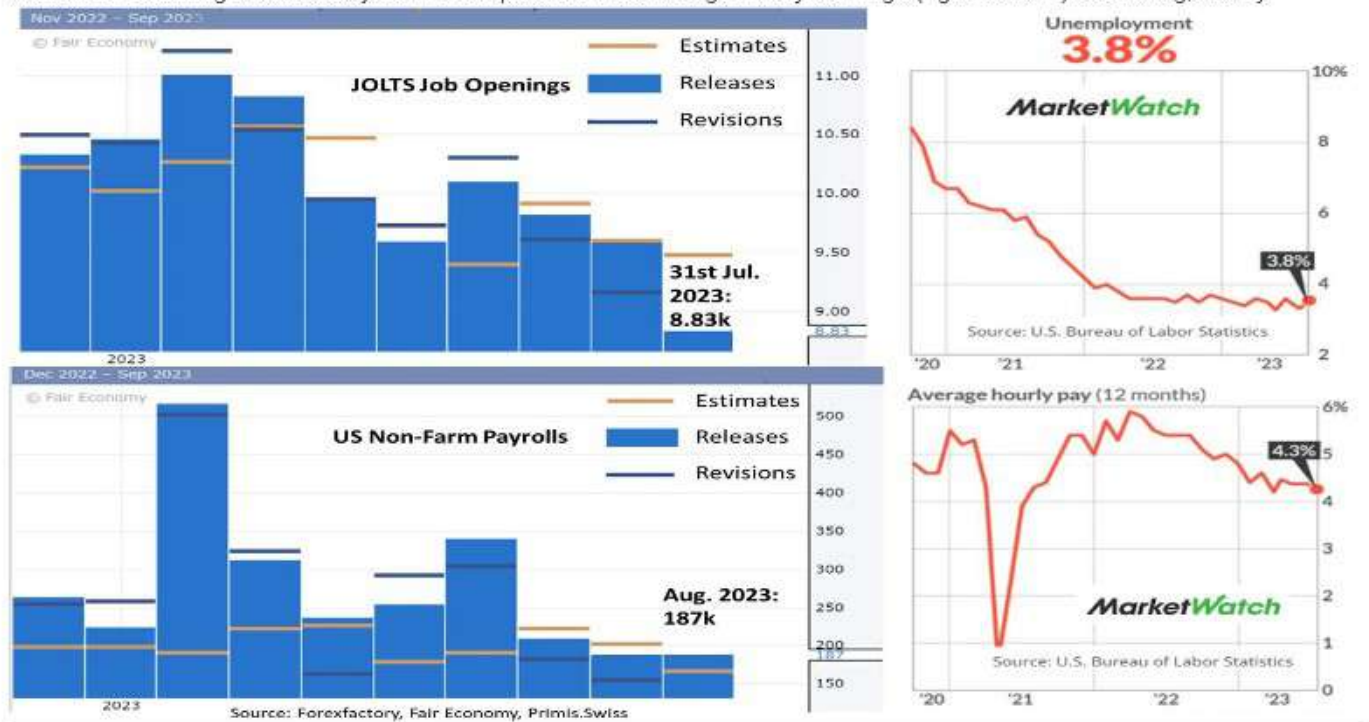 Nov 2022 – Sep 2023
© Fair Economy
JOLTS Job Openings
Estimates
Releases
Revisions
11.00
10.50
10.00
9.50
9.00
8.83
31st Jul.
2023:
8.83k
2023
Dec 2022 – Sep 2023
© Fair Economy
US Non-Farm Payrolls
Estimates
Releases
Revisions
500
450
400
350
300
250
200
187
150
Aug. 2023:
187k
2023
Source: Forexfactory, Fair Economy, Primis.Swiss
Unemployment
3.8%
MarketWatch
10%
8
6
4
2
3.8%
Source: U.S. Bureau of Labor Statistics
'20 '21 '22 '23
Average hourly pay (12 months)
6%
5
4
3
2
1
0
4.3%
MarketWatch
Source: U.S. Bureau of Labor Statistics
'20 '21 '22 '23